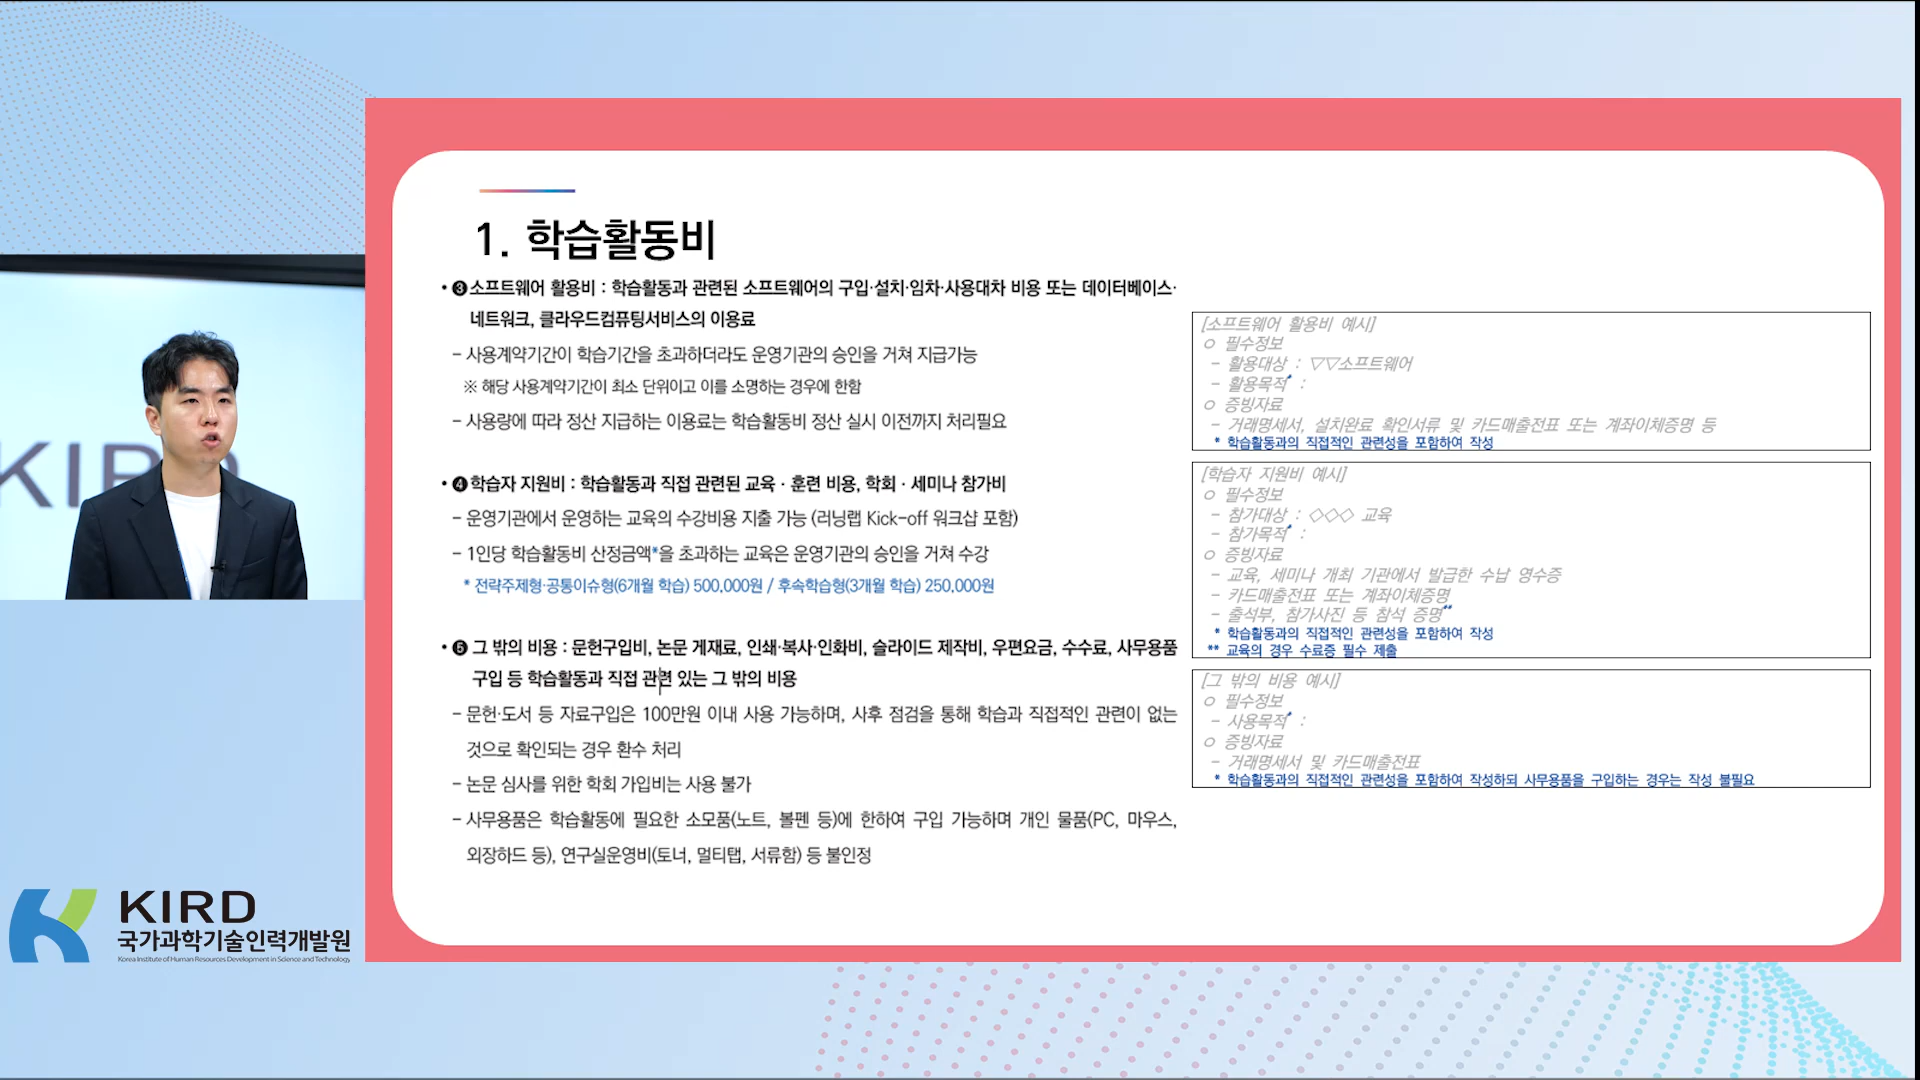 1. 학습활동비
• ❸ 소프트웨어 활용비 : 학습활동과 관련된 소프트웨어의 구입·설치·임차·사용대차 비용 또는 데이터베이스·
네트워크, 클라우드컴퓨팅서비스의 이용료
– 사용계약기간이 학습기간을 초과하더라도 운영기관의 승인을 거쳐 지급가능
※ 해당 사용계약기간이 최소 단위이고 이를 소명하는 경우에 한함
– 사용량에 따라 정산 지급하는 이용료는 학습활동비 정산 실시 이전까지 처리필요
• ❹ 학습자 지원비 : 학습활동과 직접 관련된 교육 · 훈련 비용, 학회 · 세미나 참가비
– 운영기관에서 운영하는 교육의 수강비용 지출 가능 (러닝랩 Kick-off 워크샵 포함)
– 1인당 학습활동비 산정금액*을 초과하는 교육은 운영기관의 승인을 거쳐 수강
* 전략주제형·공통이슈형(6개월 학습) 500,000원 / 후속학습형(3개월 학습) 250,000원
• ❺ 그 밖의 비용 : 문헌구입비, 논문 게재료, 인쇄·복사·인화비, 슬라이드 제작비, 우편요금, 수수료, 사무용품
구입 등 학습활동과 직접 관련 있는 그 밖의 비용
– 문헌·도서 등 자료구입은 100만원 이내 사용 가능하며, 사후 점검을 통해 학습과 직접적인 관련이 없는
것으로 확인되는 경우 환수 처리
– 논문 심사를 위한 학회 가입비는 사용 불가
– 사무용품은 학습활동에 필요한 소모품(노트, 볼펜 등)에 한하여 구입 가능하며 개인 물품(PC, 마우스,
외장하드 등), 연구실운영비(토너, 멀티탭, 서류함) 등 불인정
[소프트웨어 활용비 예시]
ㅇ 필수정보
– 활용대상 : ▽▽소프트웨어
– 활용목적* :
ㅇ 증빙자료
– 거래명세서, 설치완료 확인서류 및 카드매출전표 또는 계좌이체증명 등
* 학습활동과의 직접적인 관련성을 포함하여 작성
[학습자 지원비 예시]
ㅇ 필수정보
– 참가대상 : ◇◇◇ 교육
– 참가목적* :
ㅇ 증빙자료
– 교육, 세미나 개최 기관에서 발급한 수납 영수증
– 카드매출전표 또는 계좌이체증명
– 출석부, 참가사진 등 참석 증명**
* 학습활동과의 직접적인 관련성을 포함하여 작성
** 교육의 경우 수료증 필수 제출
[그 밖의 비용 예시]
ㅇ 필수정보
– 사용목적* :
ㅇ 증빙자료
– 거래명세서 및 카드매출전표
* 학습활동과의 직접적인 관련성을 포함하여 작성하되 사무용품을 구입하는 경우는 작성 불필요
KIRD
KIRD
국가과학기술인력개발원
Korea Institute of Human Resources Development in Science and Technology